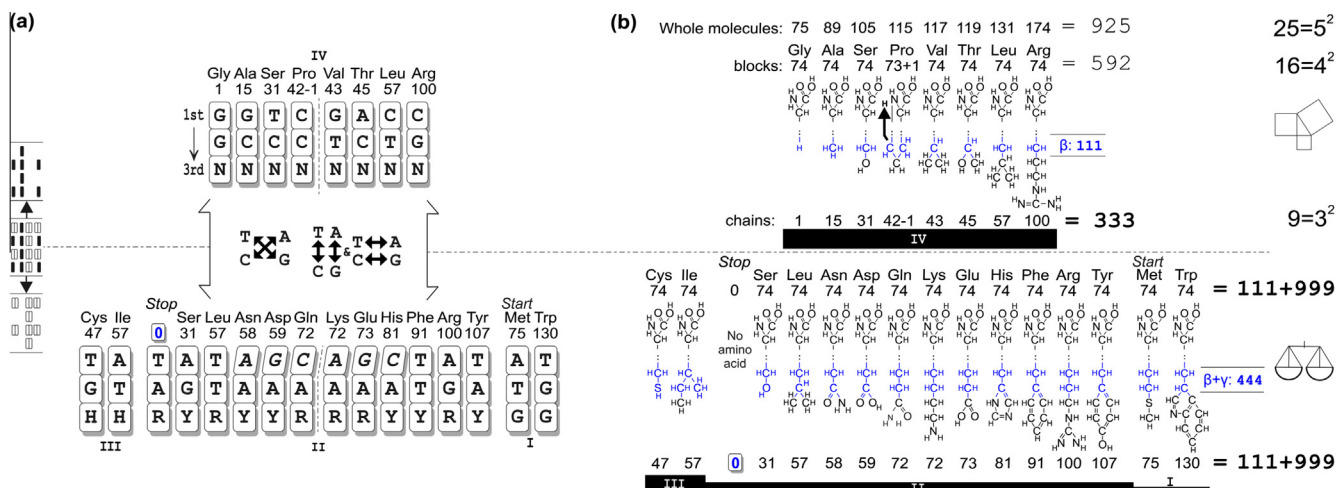 (a)
IV
Gly Ala Ser Pro Val Thr Leu Arg
1 15 31 42-1 43 45 57 100
1st G G T C G A C C
G C C C T C T G
3rd N N N N N N N N
T A T A T A
C G C G & C G
Stop Start
Cys Ile Ser Leu Asn Asp Gln Lys Glu His Phe Arg Tyr Met Trp
47 57 0 31 57 58 59 72 72 73 81 91 100 107 75 130
T A T A T A G C A G C T A T A T
G T A G T A A A A A A T G A T G
H H R Y R Y Y R R R Y Y R Y G G
III II I
(b)
Whole molecules: 75 89 105 115 117 119 131 174 = 925
Gly Ala Ser Pro Val Thr Leu Arg
blocks: 74 74 74 73+1 74 74 74 74 = 592
β: 111
chains: 1 15 31 42-1 43 45 57 100 = 333
IV
25=5²
16=4²
9=3²
Stop Start
Cys Ile Ser Leu Asn Asp Gln Lys Glu His Phe Arg Tyr Met Trp
74 74 0 74 74 74 74 74 74 74 74 74 74 74 74 74 = 111+999
No
amino
acid
β+γ: 444
47 57 0 31 57 58 59 72 72 73 81 91 100 107 75 130 = 111+999
III II I